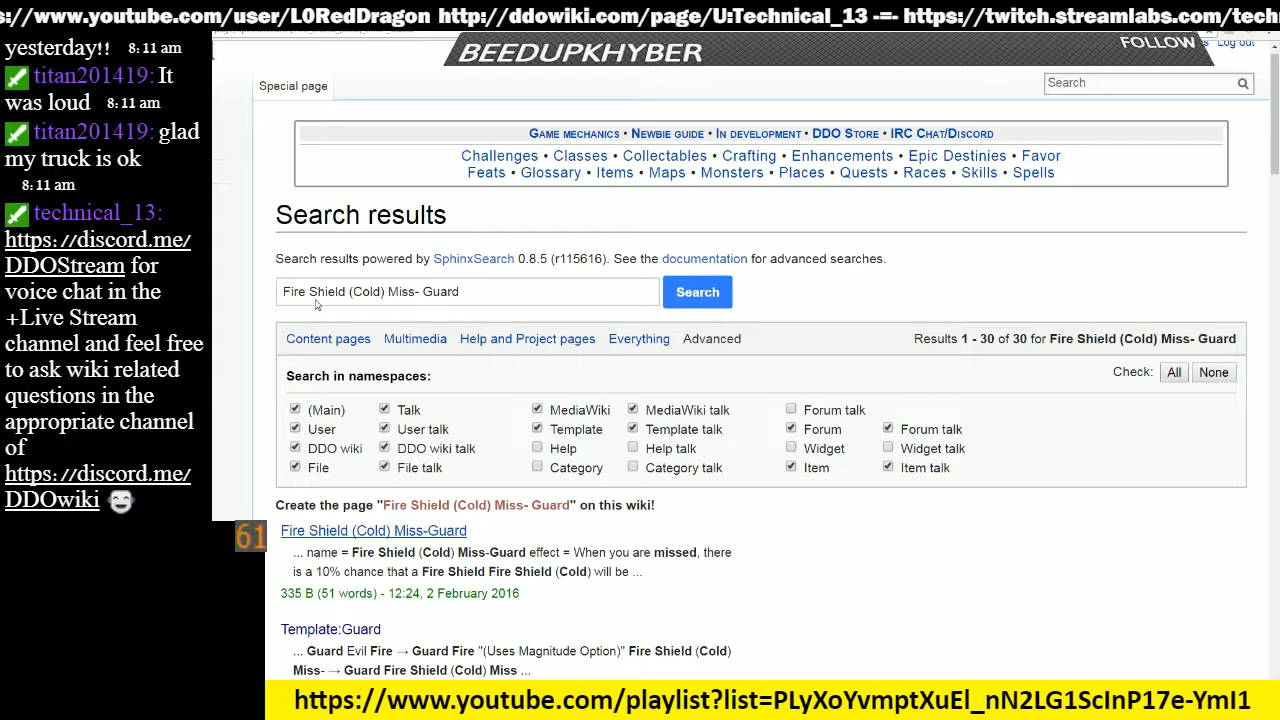 s://www.youtube.com/user/L0RedDragon http://ddowiki.com/page/U:Technical_13 -=- https://twitch.streamlabs.com/tech
yesterday!! 8:11 am
titan201419: It
was loud 8:11 am
titan201419: glad
my truck is ok
8:11 am
technical_13:
https://discord.me/
DDOStream for
voice chat in the
+Live Stream
channel and feel free
to ask wiki related
questions in the
appropriate channel
of
https://discord.me/
DDOwiki
BEEDUPKHYBER
FOLLOW
Log out
Special page
Search
Game mechanics • Newbie guide • In development • DDO Store • IRC Chat/Discord
Challenges • Classes • Collectables • Crafting • Enhancements • Epic Destinies • Favor
Feats • Glossary • Items • Maps • Monsters • Places • Quests • Races • Skills • Spells
Search results
Search results powered by SphinxSearch 0.8.5 (r115616). See the documentation for advanced searches.
Fire Shield (Cold) Miss- Guard
Search
Content pages Multimedia Help and Project pages Everything Advanced Results 1 - 30 of 30 for Fire Shield (Cold) Miss- Guard
Search in namespaces: Check: All None
(Main) Talk MediaWiki MediaWiki talk Forum talk
User User talk Template Template talk Forum Forum talk
DDO wiki DDO wiki talk Help Help talk Widget Widget talk
File File talk Category Category talk Item Item talk
Create the page "Fire Shield (Cold) Miss- Guard" on this wiki!
61
Fire Shield (Cold) Miss-Guard
... name = Fire Shield (Cold) Miss-Guard effect = When you are missed, there
is a 10% chance that a Fire Shield Fire Shield (Cold) will be ...
335 B (51 words) - 12:24, 2 February 2016
Template:Guard
... Guard Evil Fire → Guard Fire "(Uses Magnitude Option)" Fire Shield (Cold)
Miss- → Guard Fire Shield (Cold) Miss ...
https://www.youtube.com/playlist?list=PLyXoYvmptXuEl_nN2LG1ScInP17e-YmI1